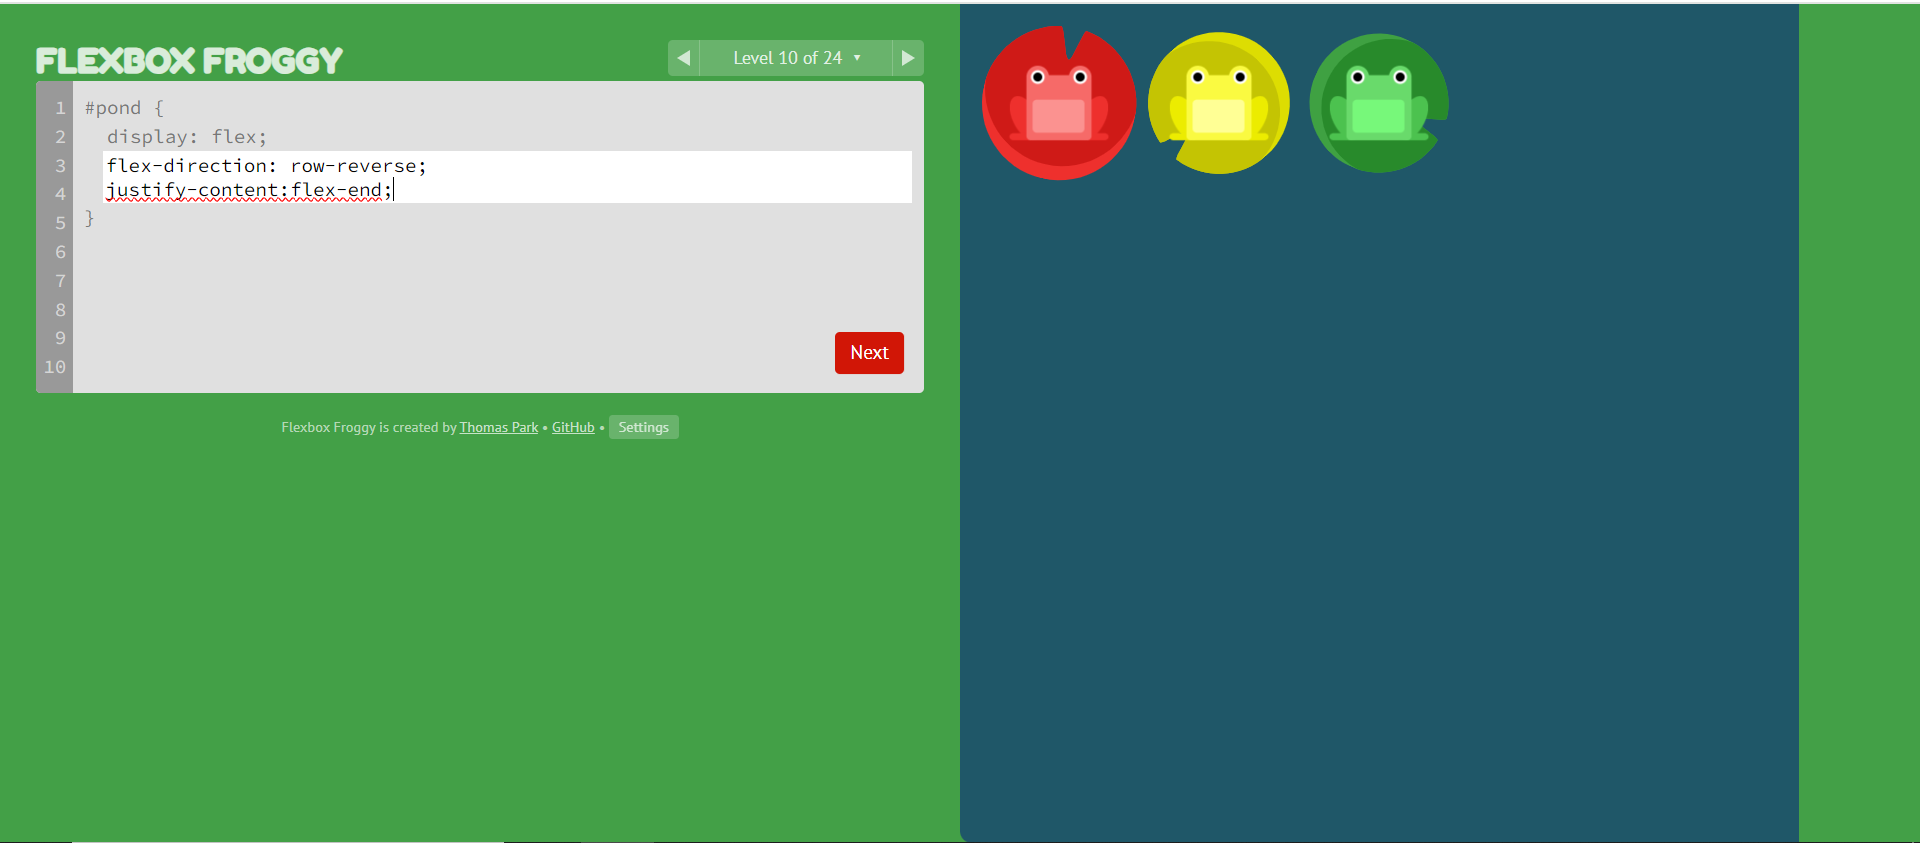 FLEXBOX FROGGY
◀ Level 10 of 24 ▼ ▶
1 #pond {
2 display: flex;
3 flex-direction: row-reverse;
4 justify-content:flex-end;
5 }
6
7
8
9
10
Next
Flexbox Froggy is created by Thomas Park • GitHub • Settings